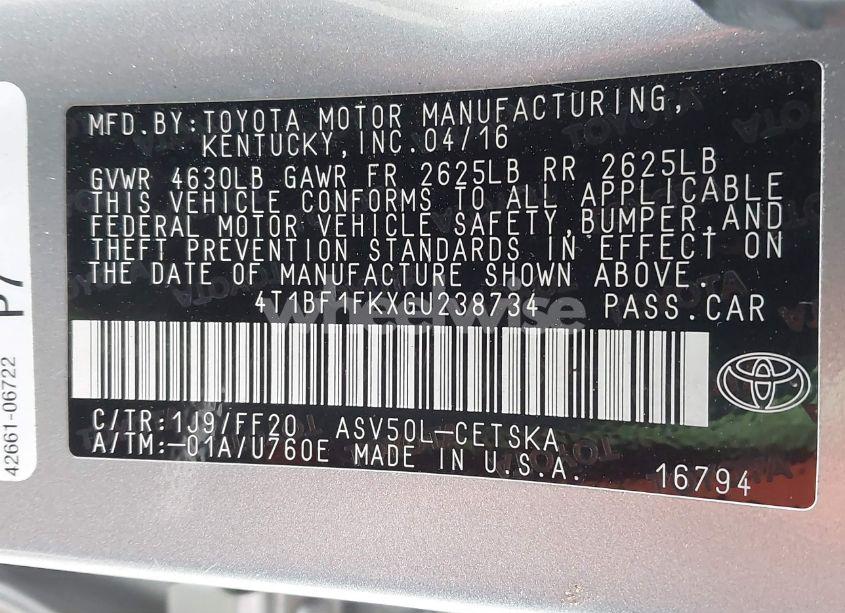 MFD.BY:TOYOTA MOTOR MANUFACTURING,
KENTUCKY,INC.04/16
GVWR 4630LB GAWR FR 2625LB RR 2625LB
THIS VEHICLE CONFORMS TO ALL APPLICABLE
FEDERAL MOTOR VEHICLE SAFETY,BUMPER,AND
THEFT PREVENTION STANDARDS IN EFFECT ON
THE DATE OF MANUFACTURE SHOWN ABOVE.
4T1BF1FKXGU238734 PASS.CAR
wheelwise
C/TR:1J9/FF20 ASV50L-CETSKA
A/TM:-01A/U760E MADE IN U.S.A.
16794
P7
42661-06722